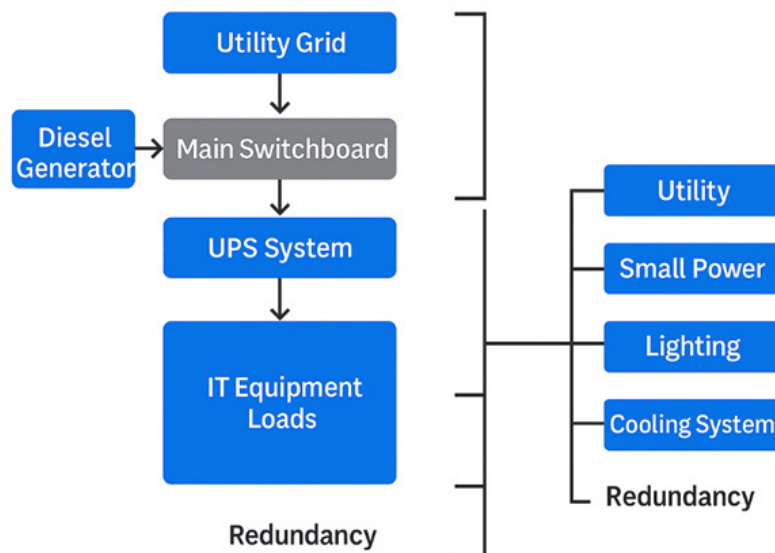 Utility Grid
Diesel
Generator
Main Switchboard
UPS System
IT Equipment
Loads
Redundancy
Utility
Small Power
Lighting
Cooling System
Redundancy